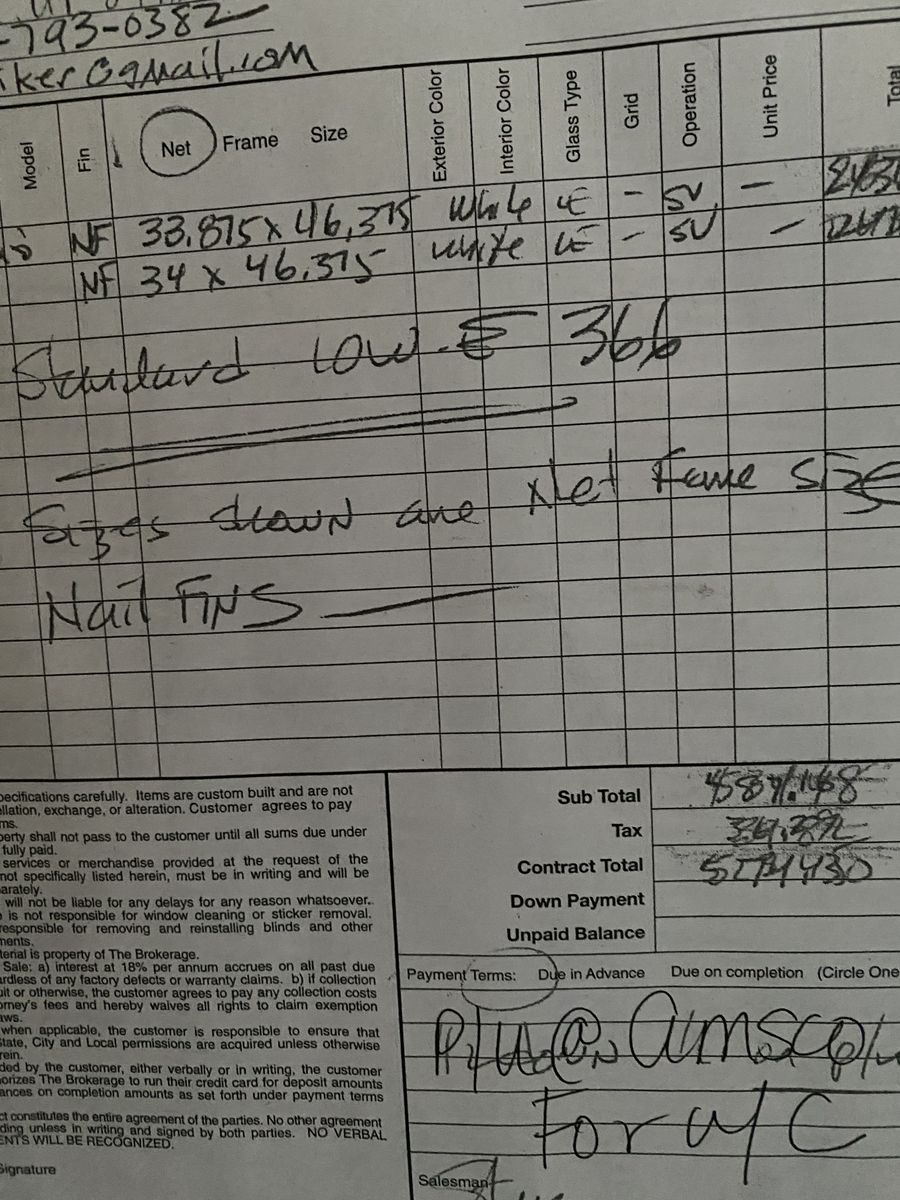 -793-0382
iker@gmail.com
Model Fin Net Frame Size Exterior Color Interior Color Glass Type Grid Operation Unit Price Total
NF 33.875 x 46.375 White LE - SV -
NF 34 x 46.375 White LE - SV -
Standard Low-E 366
Sizes shown are Net Frame size
Nail FINS
pecifications carefully. Items are custom built and are not
ellation, exchange, or alteration. Customer agrees to pay
ms.
perty shall not pass to the customer until all sums due under
fully paid.
services or merchandise provided at the request of the
not specifically listed herein, must be in writing and will be
parately.
will not be liable for any delays for any reason whatsoever.
is not responsible for window cleaning or sticker removal.
responsible for removing and reinstalling blinds and other
ments.
terial is property of The Brokerage.
Sale: a) interest at 18% per annum accrues on all past due
ardless of any factory defects or warranty claims. b) if collection
uit or otherwise, the customer agrees to pay any collection costs
orney's fees and hereby waives all rights to claim exemption
aws.
when applicable, the customer is responsible to ensure that
State, City and Local permissions are acquired unless otherwise
rein.
ded by the customer, either verbally or in writing, the customer
orizes The Brokerage to run their credit card for deposit amounts
ances on completion amounts as set forth under payment terms
ct constitutes the entire agreement of the parties. No other agreement
ding unless in writing and signed by both parties. NO VERBAL
ENTS WILL BE RECOGNIZED.
Signature
Sub Total
Tax
Contract Total
Down Payment
Unpaid Balance
Payment Terms: Due in Advance Due on completion (Circle One
For W/C
Salesman